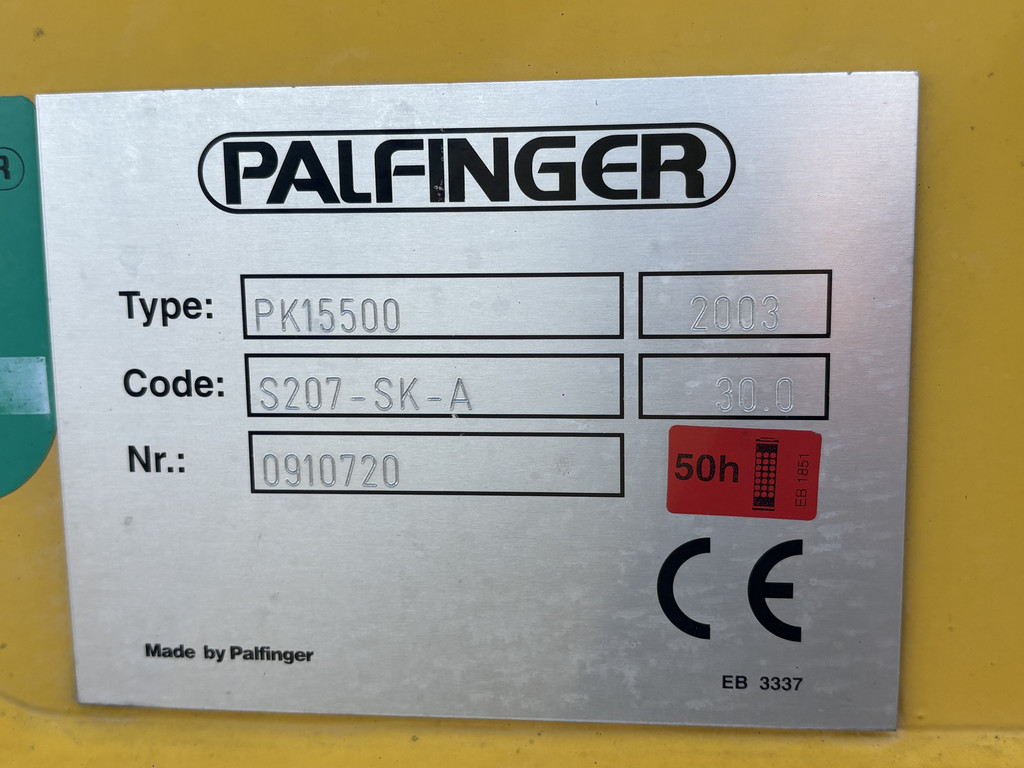 PALFINGER
Type: PK15500 2003
Code: S207-SK-A 30.0
Nr.: 0910720
50h EB 1851
CE
Made by Palfinger
EB 3337
R